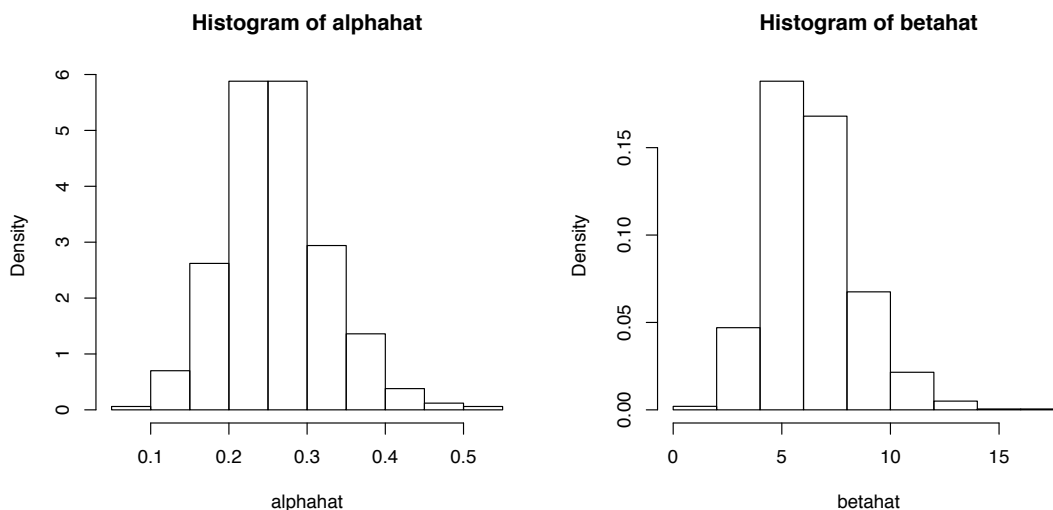 Histogram of alphahat
Density
0 1 2 3 4 5 6
0.1 0.2 0.3 0.4 0.5
alphahat
Histogram of betahat
Density
0.00 0.05 0.10 0.15
0 5 10 15
betahat